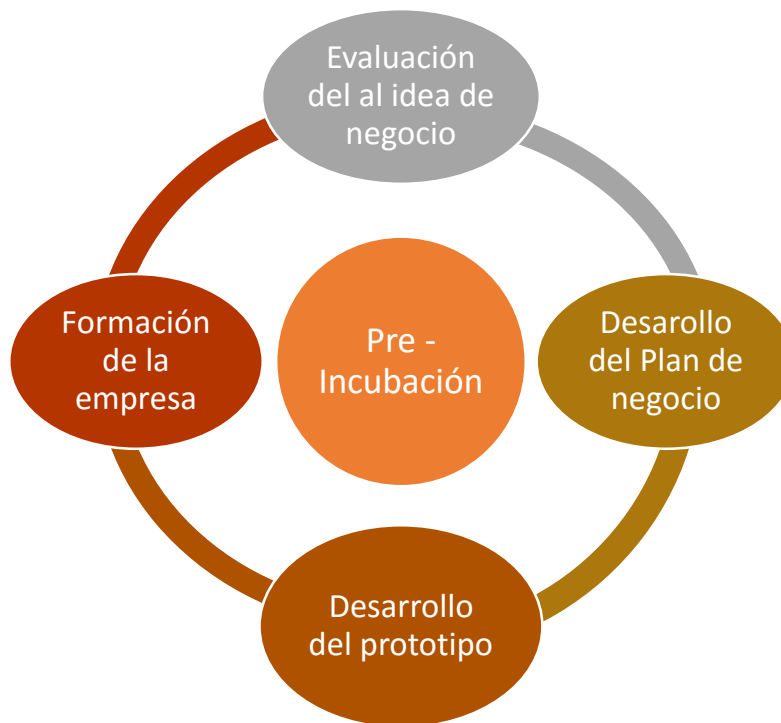 Evaluación
del al idea de
negocio
Formación
de la
empresa
Pre -
Incubación
Desarollo
del Plan de
negocio
Desarrollo
del prototipo